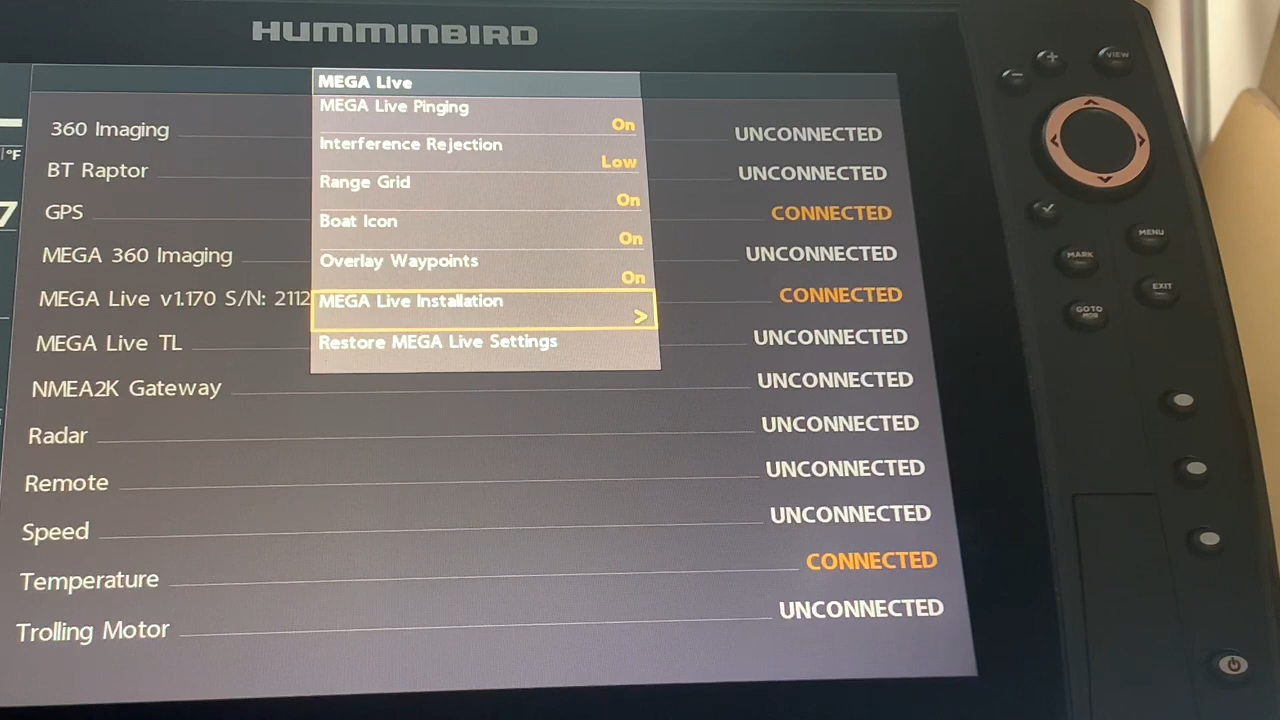 HUMMINBIRD
MEGA Live
MEGA Live Pinging
On
Interference Rejection
Low
Range Grid
On
Boat Icon
On
Overlay Waypoints
On
MEGA Live Installation
>
Restore MEGA Live Settings
360 Imaging UNCONNECTED
BT Raptor UNCONNECTED
GPS CONNECTED
MEGA 360 Imaging UNCONNECTED
MEGA Live v1.170 S/N: 2112 CONNECTED
MEGA Live TL UNCONNECTED
NMEA2K Gateway UNCONNECTED
Radar UNCONNECTED
Remote UNCONNECTED
Speed UNCONNECTED
Temperature CONNECTED
Trolling Motor UNCONNECTED
°F
7
VIEW
MENU
MARK
EXIT
GOTO
MOB